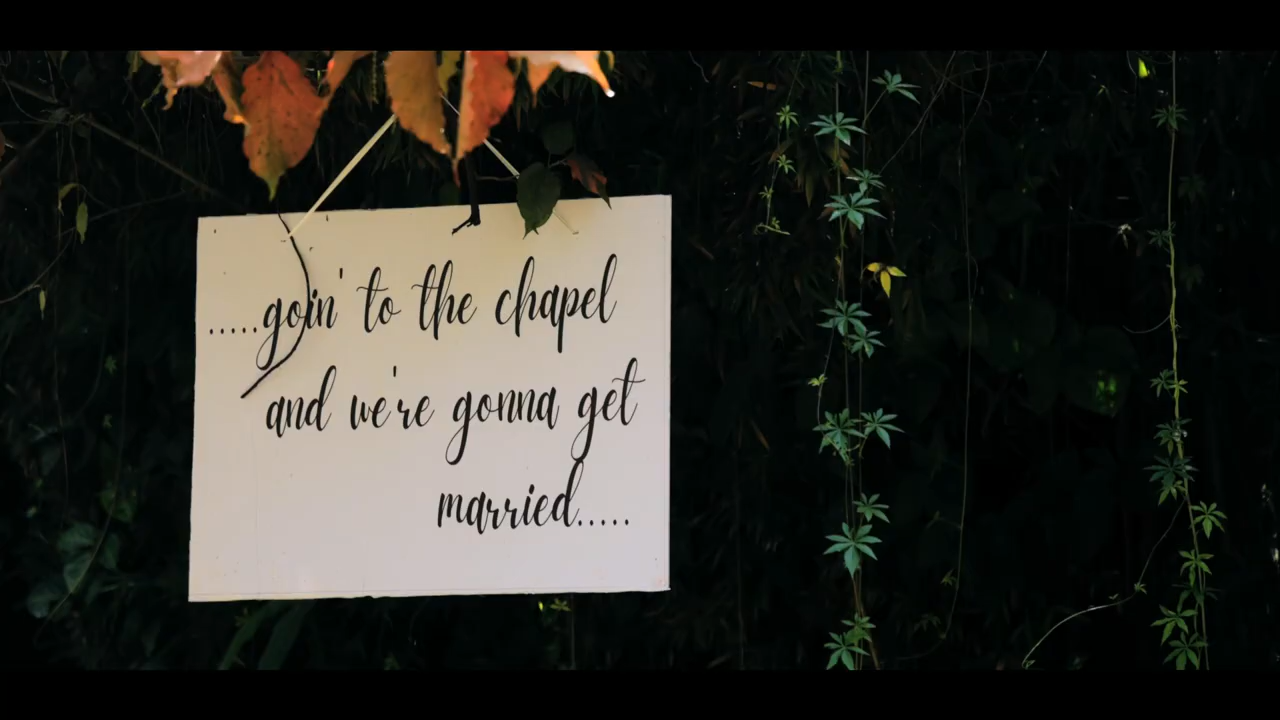 .....goin' to the chapel
and we're gonna get
married.....